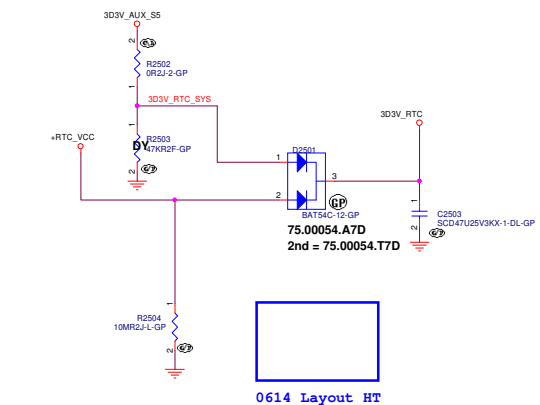 3D3V_AUX_S5
2
R2502
0R2J-2-GP
1
3D3V_RTC_SYS
3D3V_RTC
1
DY
R2503
47KR2F-GP
2
+RTC_VCC
D2501
1
3
2
GP
BAT54C-12-GP
75.00054.A7D
2nd = 75.00054.T7D
1
C2503
SCD47U25V3KX-1-DL-GP
2
1
R2504
10MR2J-L-GP
2
0614 Layout HT